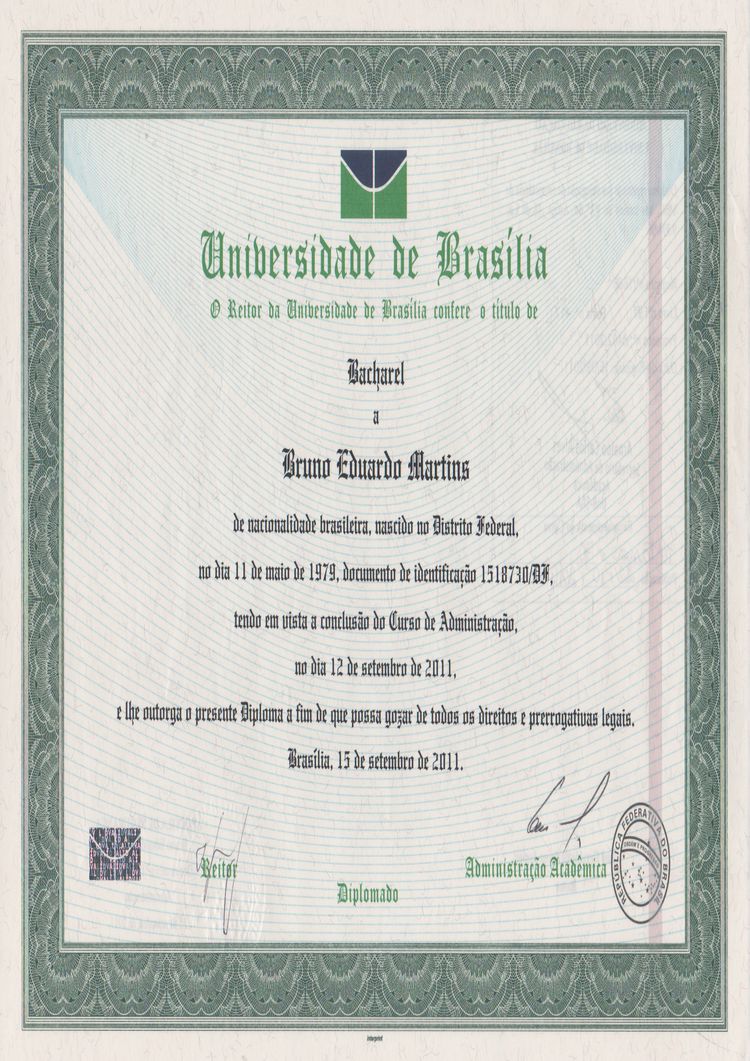 Universidade de Brasília
O Reitor da Universidade de Brasília confere o título de
Bacharel
a
Bruno Eduardo Martins
de nacionalidade brasileira, nascido no Distrito Federal,
no dia 11 de maio de 1979, documento de identificação 1518730/DF,
tendo em vista a conclusão do Curso de Administração,
no dia 12 de setembro de 2011,
e lhe outorga o presente Diploma a fim de que possa gozar de todos os direitos e prerrogativas legais.
Brasília, 15 de setembro de 2011.
Reitor
Administração Acadêmica
Diplomado
REPÚBLICA FEDERATIVA DO BRASIL
interprint